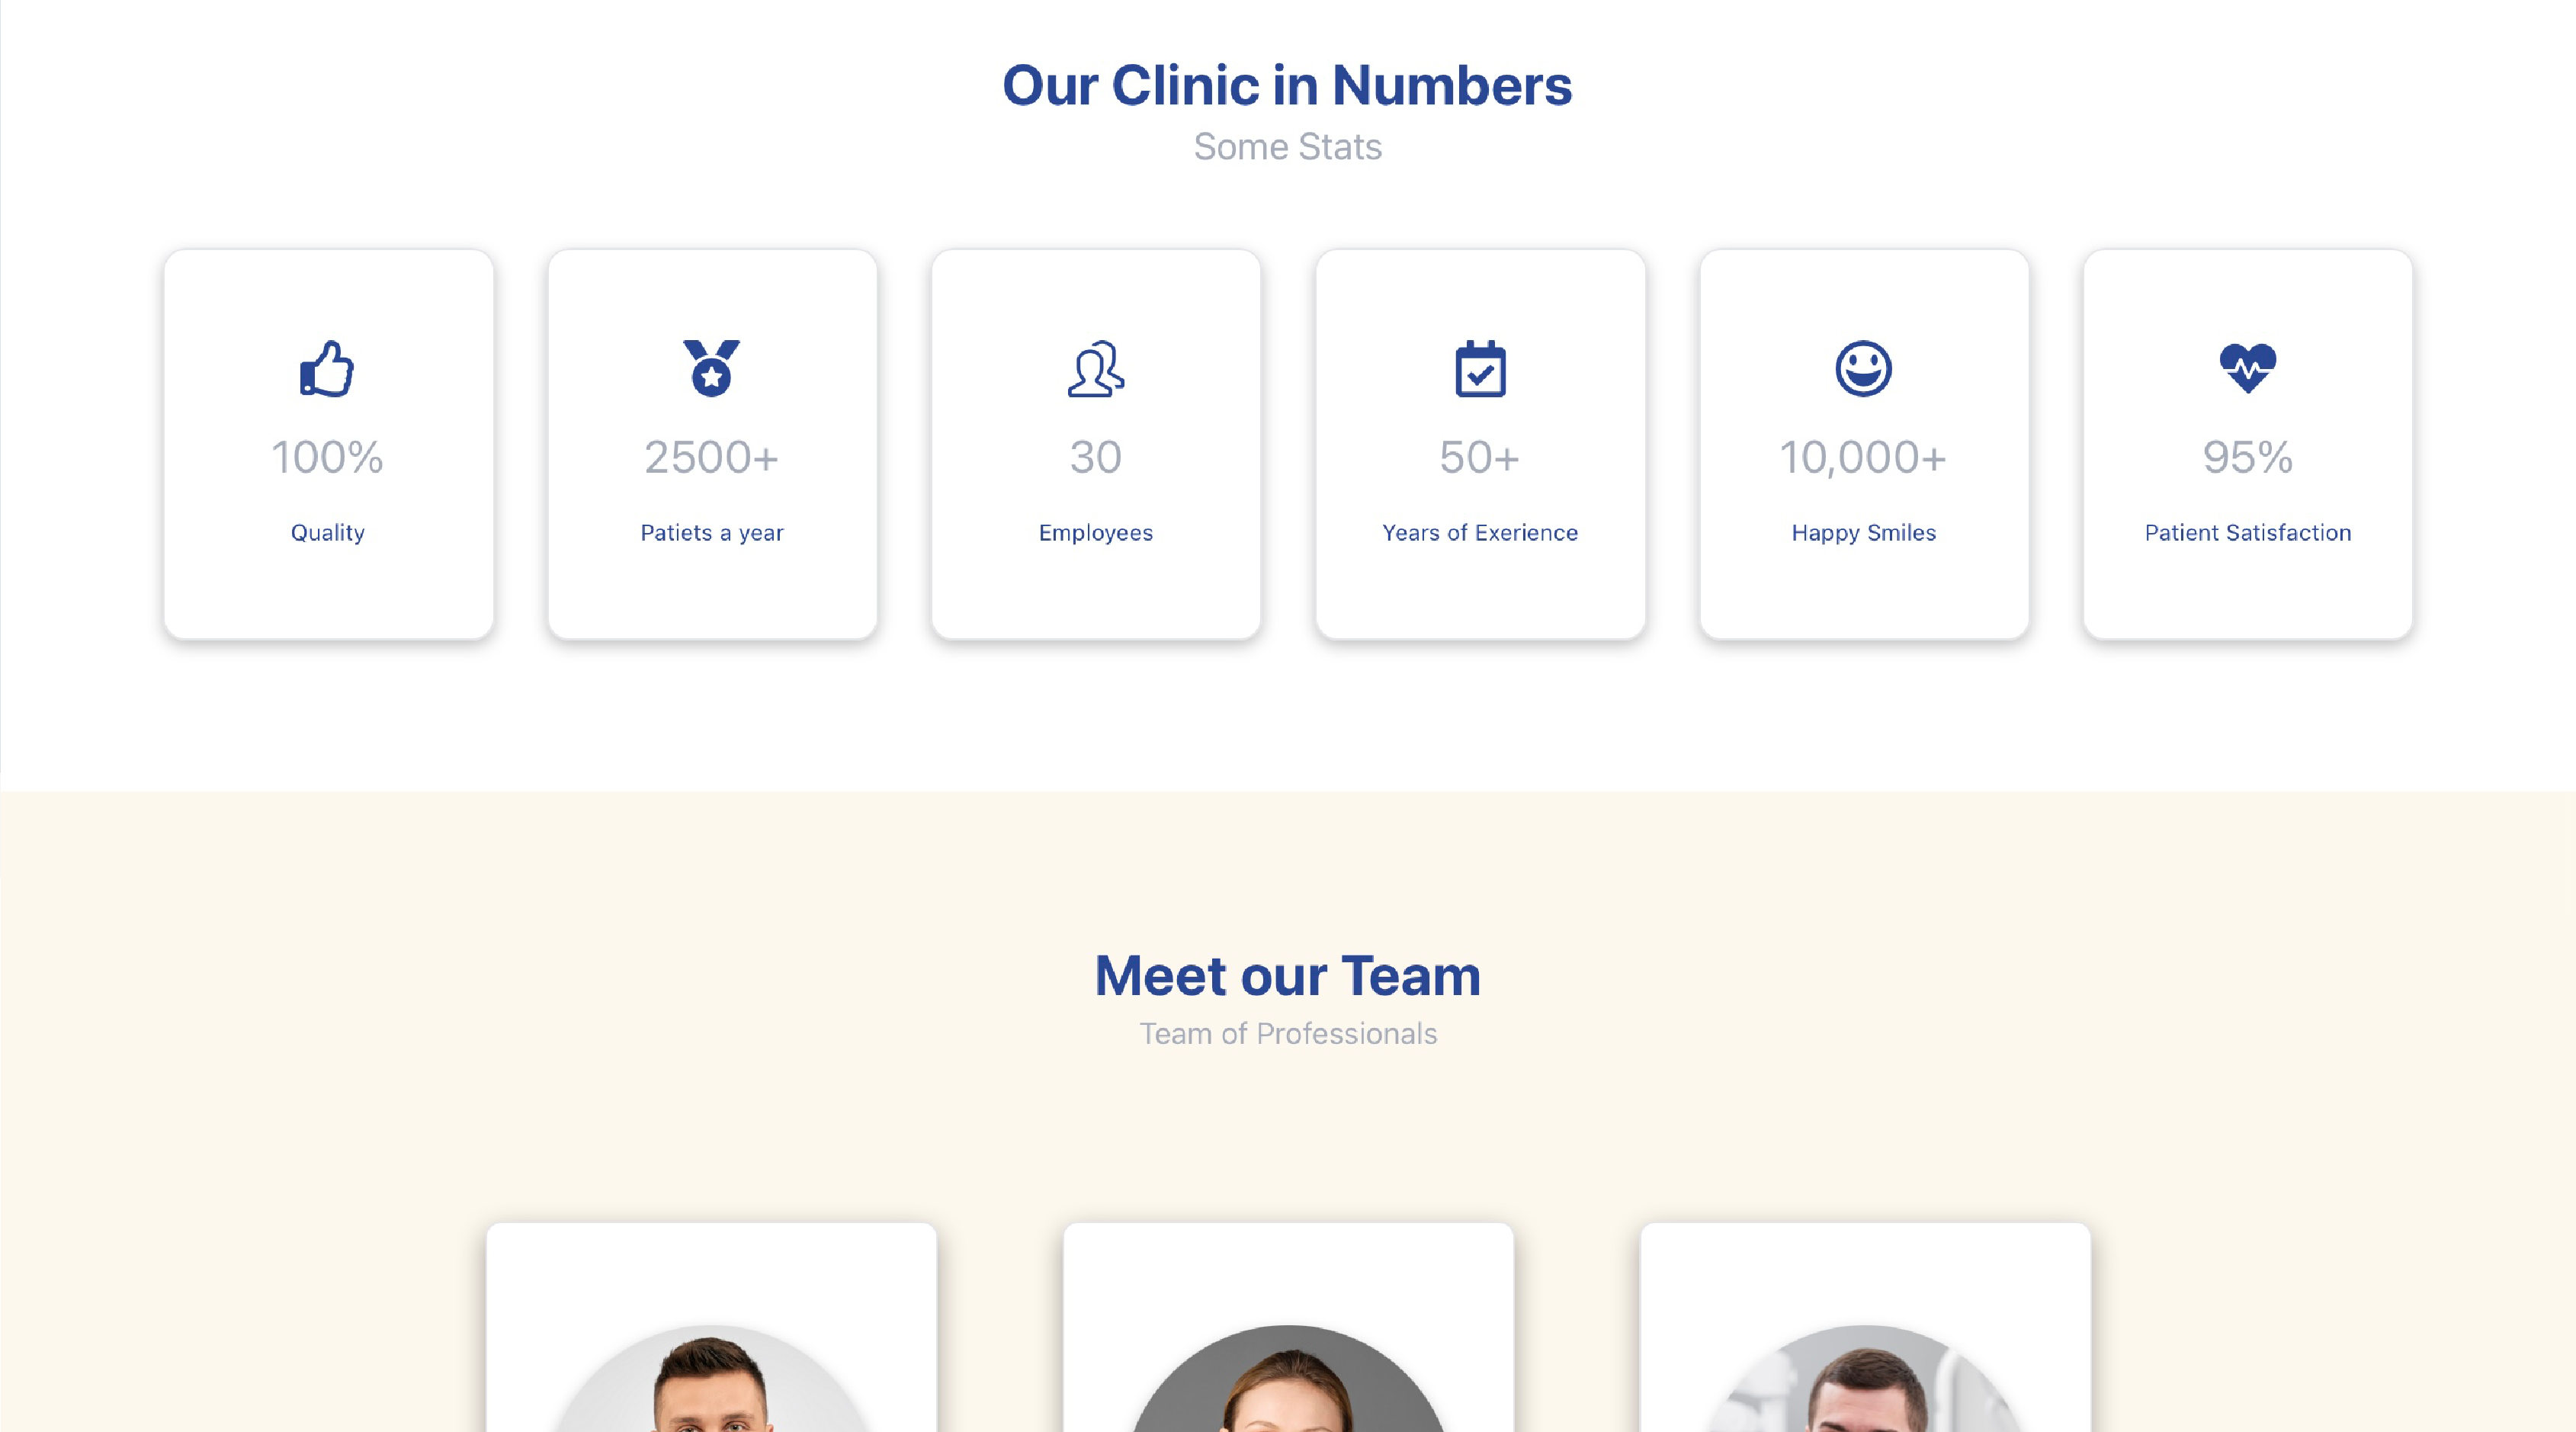 Our Clinic in Numbers
Some Stats
100%
Quality
2500+
Patiets a year
30
Employees
50+
Years of Exerience
10,000+
Happy Smiles
95%
Patient Satisfaction
Meet our Team
Team of Professionals